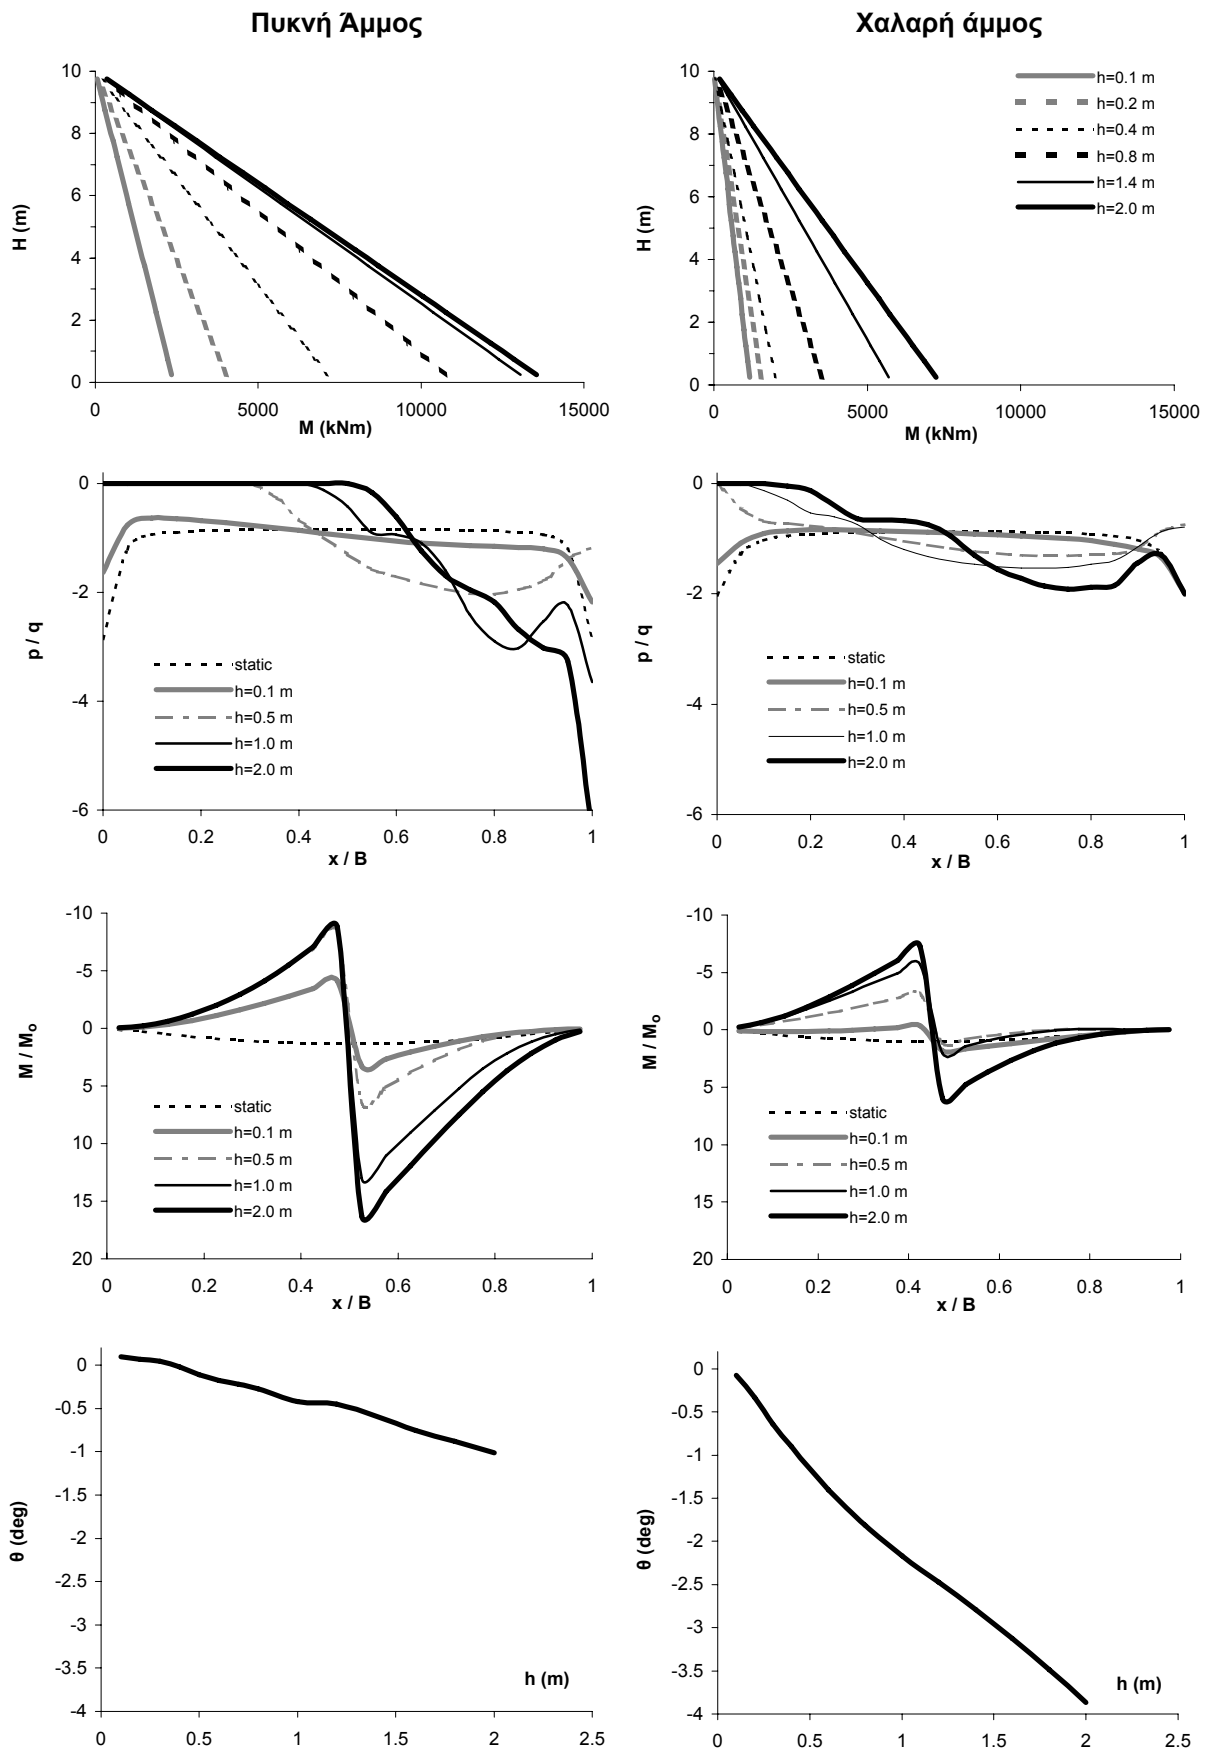 Πυκνή Άμμος
Χαλαρή άμμος
10
8
6
4
2
0
H (m)
0
5000
10000
15000
M (kNm)
10
8
6
4
2
0
H (m)
0
5000
10000
15000
M (kNm)
h=0.1 m
h=0.2 m
h=0.4 m
h=0.8 m
h=1.4 m
h=2.0 m
0
-2
-4
-6
p / q
static
h=0.1 m
h=0.5 m
h=1.0 m
h=2.0 m
0
0.2
0.4
0.6
0.8
1
x / B
0
-2
-4
-6
p / q
static
h=0.1 m
h=0.5 m
h=1.0 m
h=2.0 m
0
0.2
0.4
0.6
0.8
1
x / B
-10
-5
0
5
10
15
20
M / Mo
static
h=0.1 m
h=0.5 m
h=1.0 m
h=2.0 m
0
0.2
0.4
0.6
0.8
1
x / B
-10
-5
0
5
10
15
20
M / Mo
static
h=0.1 m
h=0.5 m
h=1.0 m
h=2.0 m
0
0.2
0.4
0.6
0.8
1
x / B
0
-0.5
-1
-1.5
-2
-2.5
-3
-3.5
-4
θ (deg)
h (m)
0
0.5
1
1.5
2
2.5
0
-0.5
-1
-1.5
-2
-2.5
-3
-3.5
-4
θ (deg)
h (m)
0
0.5
1
1.5
2
2.5